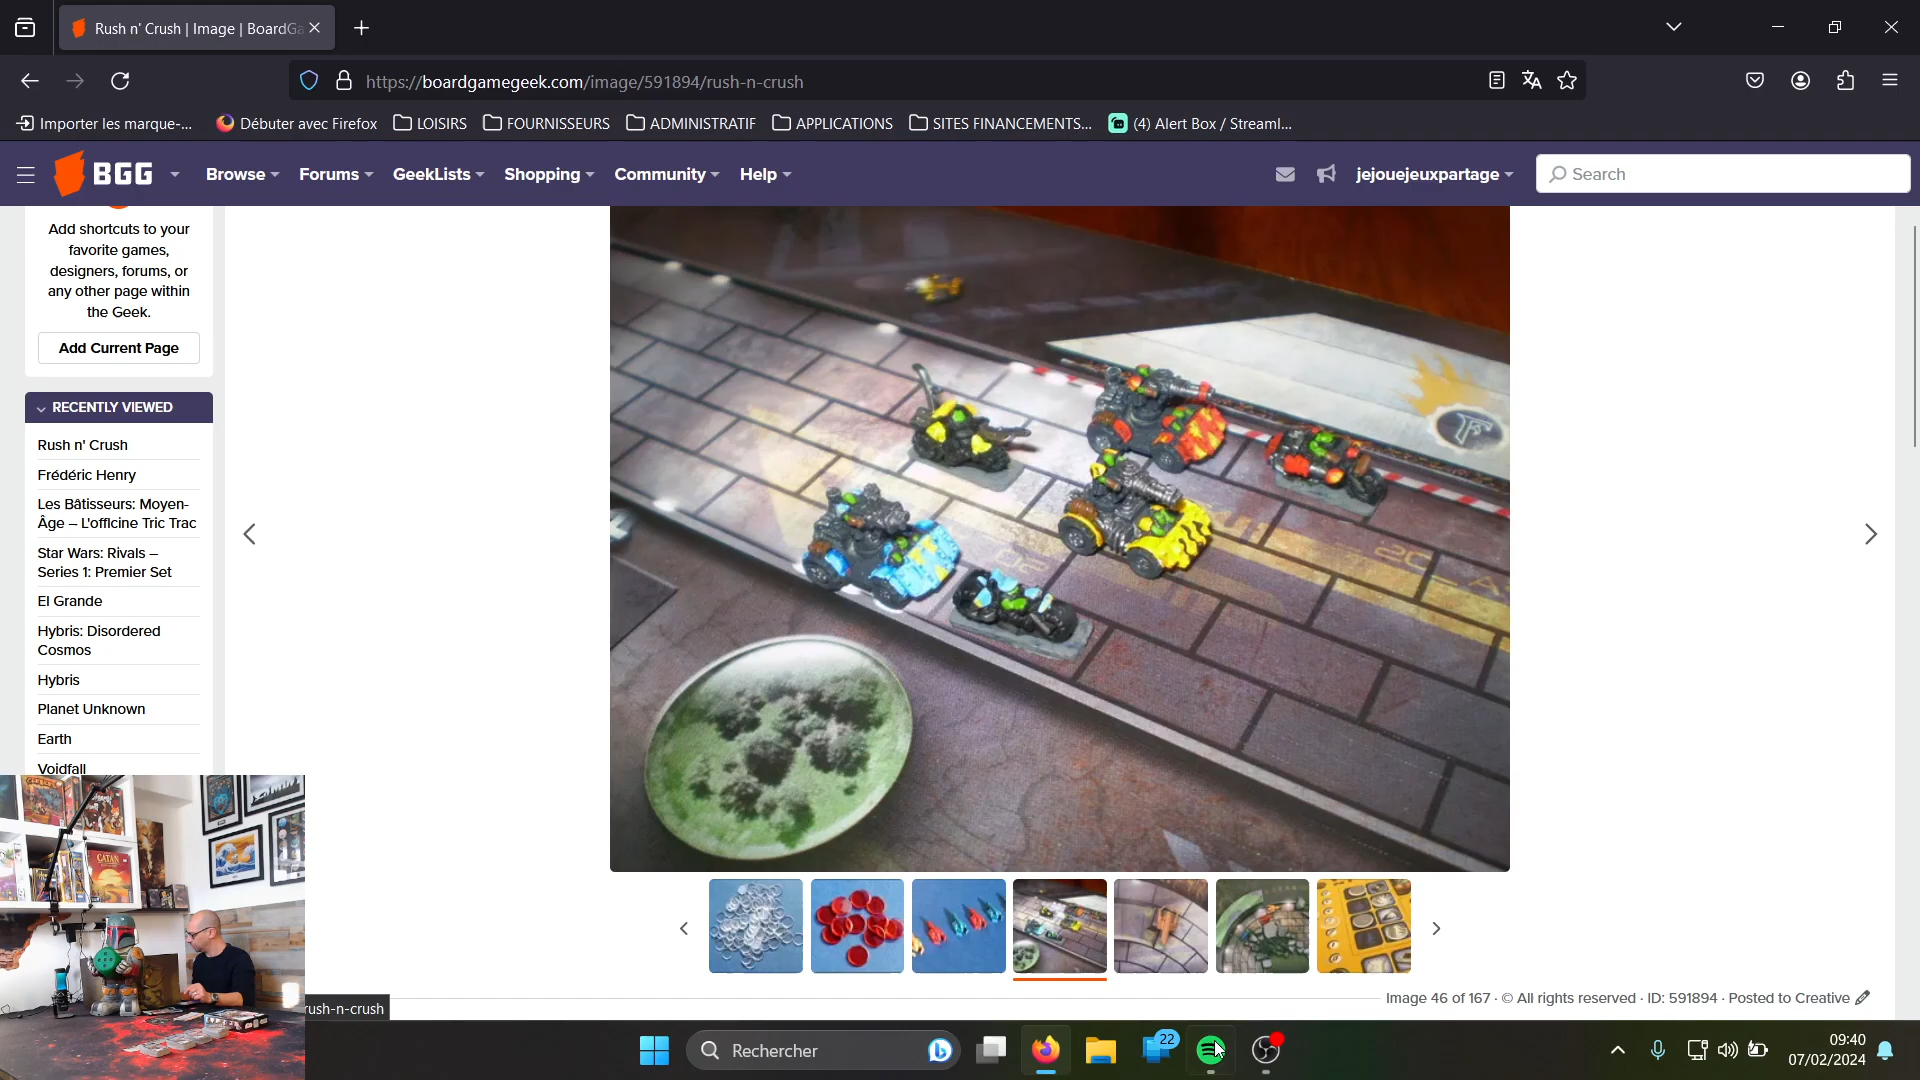 Rush n' Crush | Image | BoardGa
https://boardgamegeek.com/image/591894/rush-n-crush
Importer les marque-...
Débuter avec Firefox
LOISIRS
FOURNISSEURS
ADMINISTRATIF
APPLICATIONS
SITES FINANCEMENTS...
(4) Alert Box / Streaml...
BGG
Browse
Forums
GeekLists
Shopping
Community
Help
jejouejeuxpartage
Search
Add shortcuts to your
favorite games,
designers, forums, or
any other page within
the Geek.
Add Current Page
RECENTLY VIEWED
Rush n' Crush
Frédéric Henry
Les Bâtisseurs: Moyen-
Âge – L'officine Tric Trac
Star Wars: Rivals –
Series 1: Premier Set
El Grande
Hybris: Disordered
Cosmos
Hybris
Planet Unknown
Earth
Voidfall
F
CATAN
rush-n-crush
Image 46 of 167 · © All rights reserved · ID: 591894 · Posted to Creative
Rechercher
22
09:40
07/02/2024